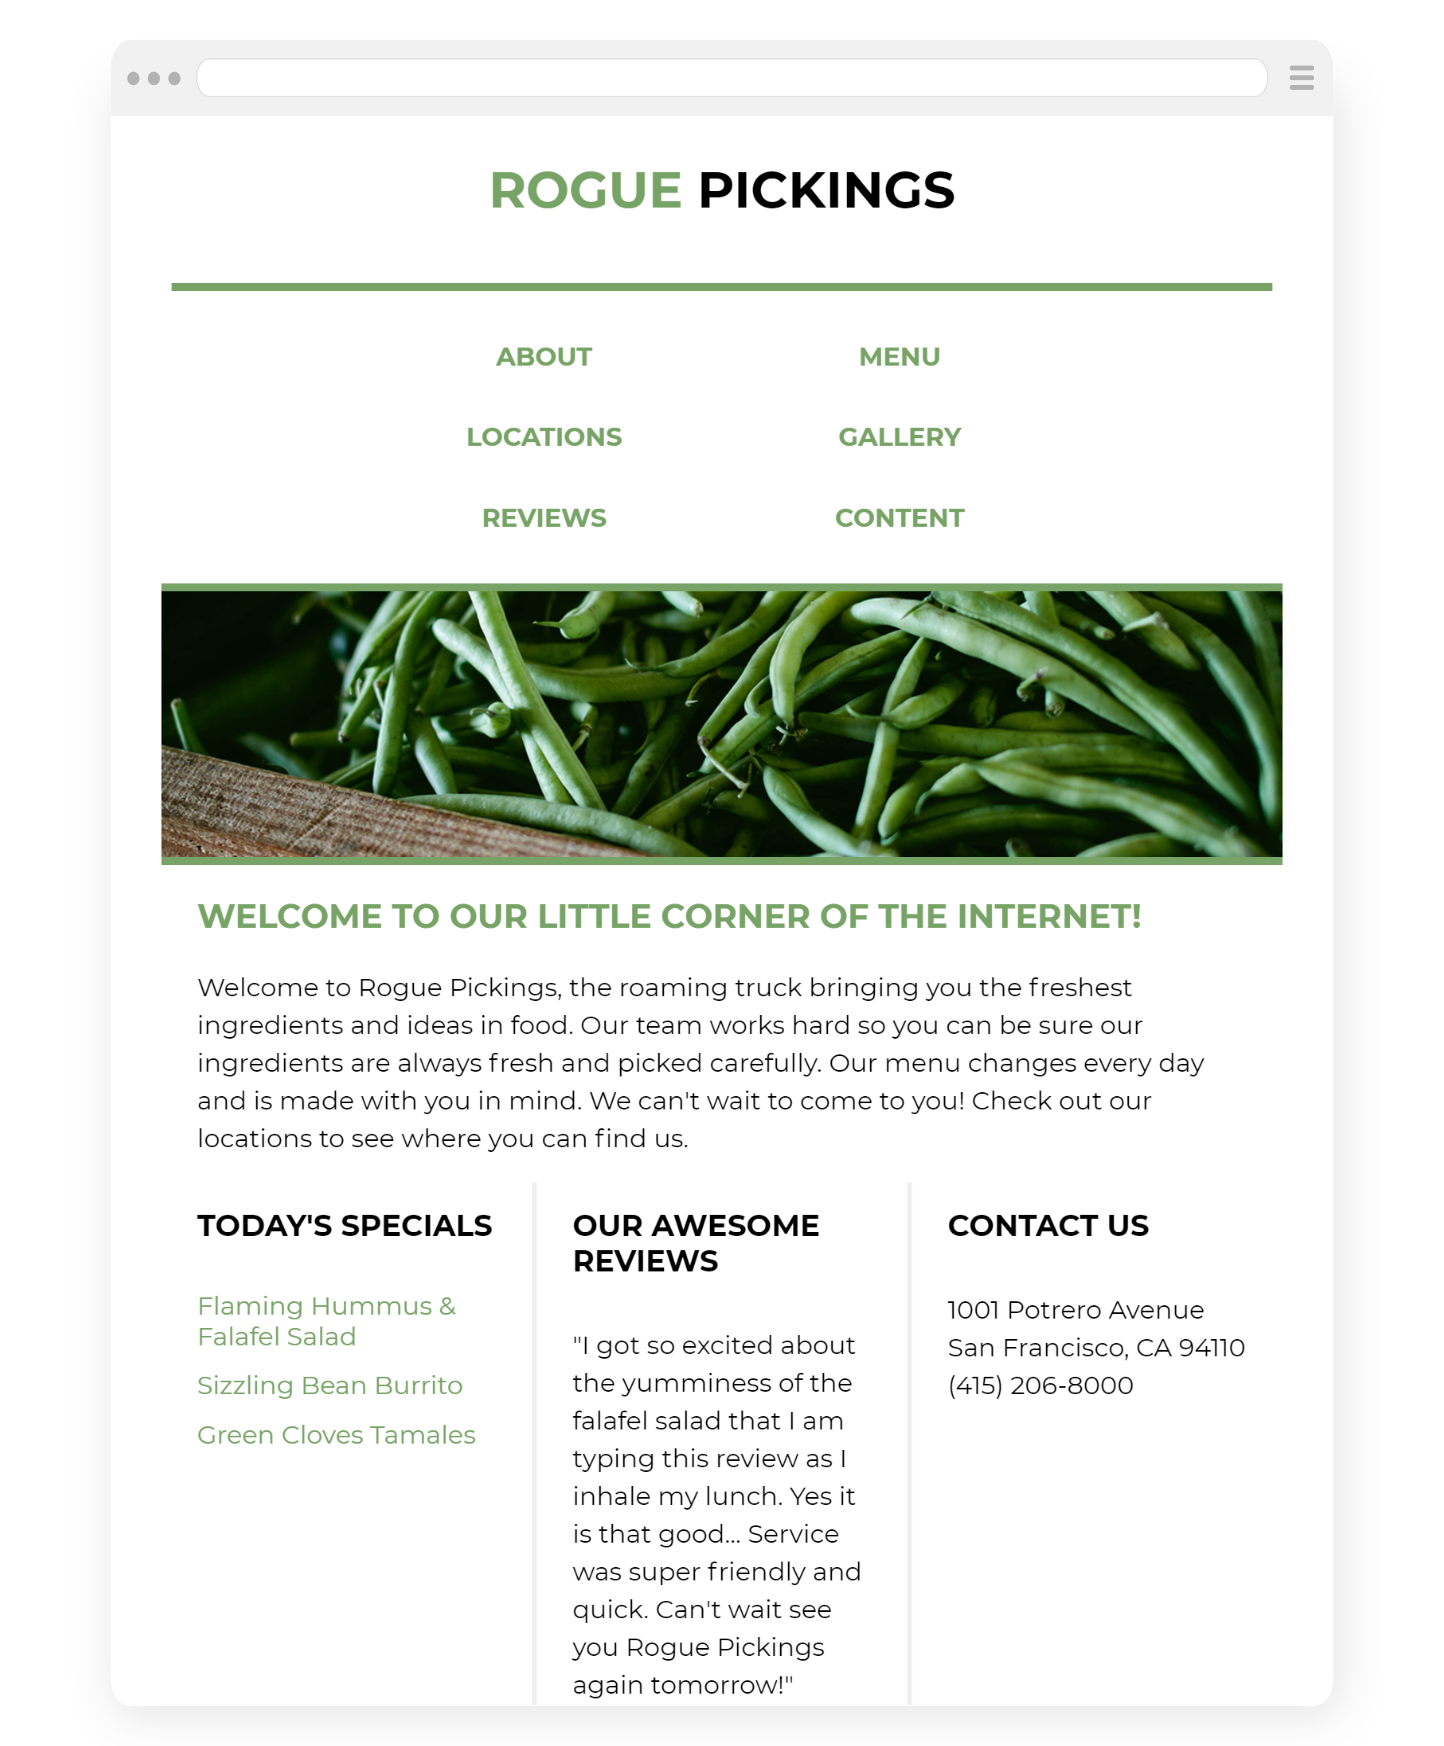 ROGUE PICKINGS
ABOUT
MENU
LOCATIONS
GALLERY
REVIEWS
CONTENT
WELCOME TO OUR LITTLE CORNER OF THE INTERNET!
Welcome to Rogue Pickings, the roaming truck bringing you the freshest
ingredients and ideas in food. Our team works hard so you can be sure our
ingredients are always fresh and picked carefully. Our menu changes every day
and is made with you in mind. We can't wait to come to you! Check out our
locations to see where you can find us.
TODAY'S SPECIALS
Flaming Hummus &
Falafel Salad
Sizzling Bean Burrito
Green Cloves Tamales
OUR AWESOME
REVIEWS
"I got so excited about
the yumminess of the
falafel salad that I am
typing this review as I
inhale my lunch. Yes it
is that good... Service
was super friendly and
quick. Can't wait see
you Rogue Pickings
again tomorrow!"
CONTACT US
1001 Potrero Avenue
San Francisco, CA 94110
(415) 206-8000